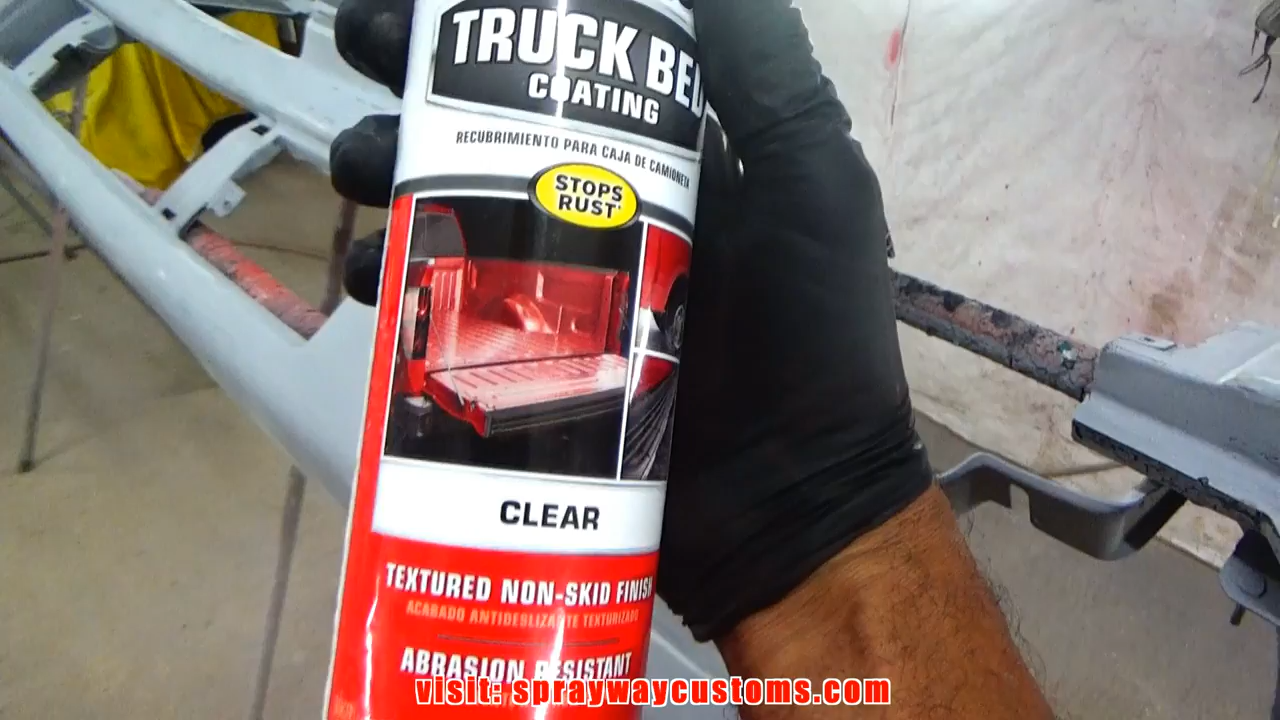 TRUCK BED
COATING
RECUBRIMIENTO PARA CAJA DE CAMIONETA
STOPS
RUST
CLEAR
TEXTURED NON-SKID FINISH
ACABADO ANTIDESLIZANTE TEXTURIZADO
ABRASION RESISTANT
visit: spraywaycustoms.com